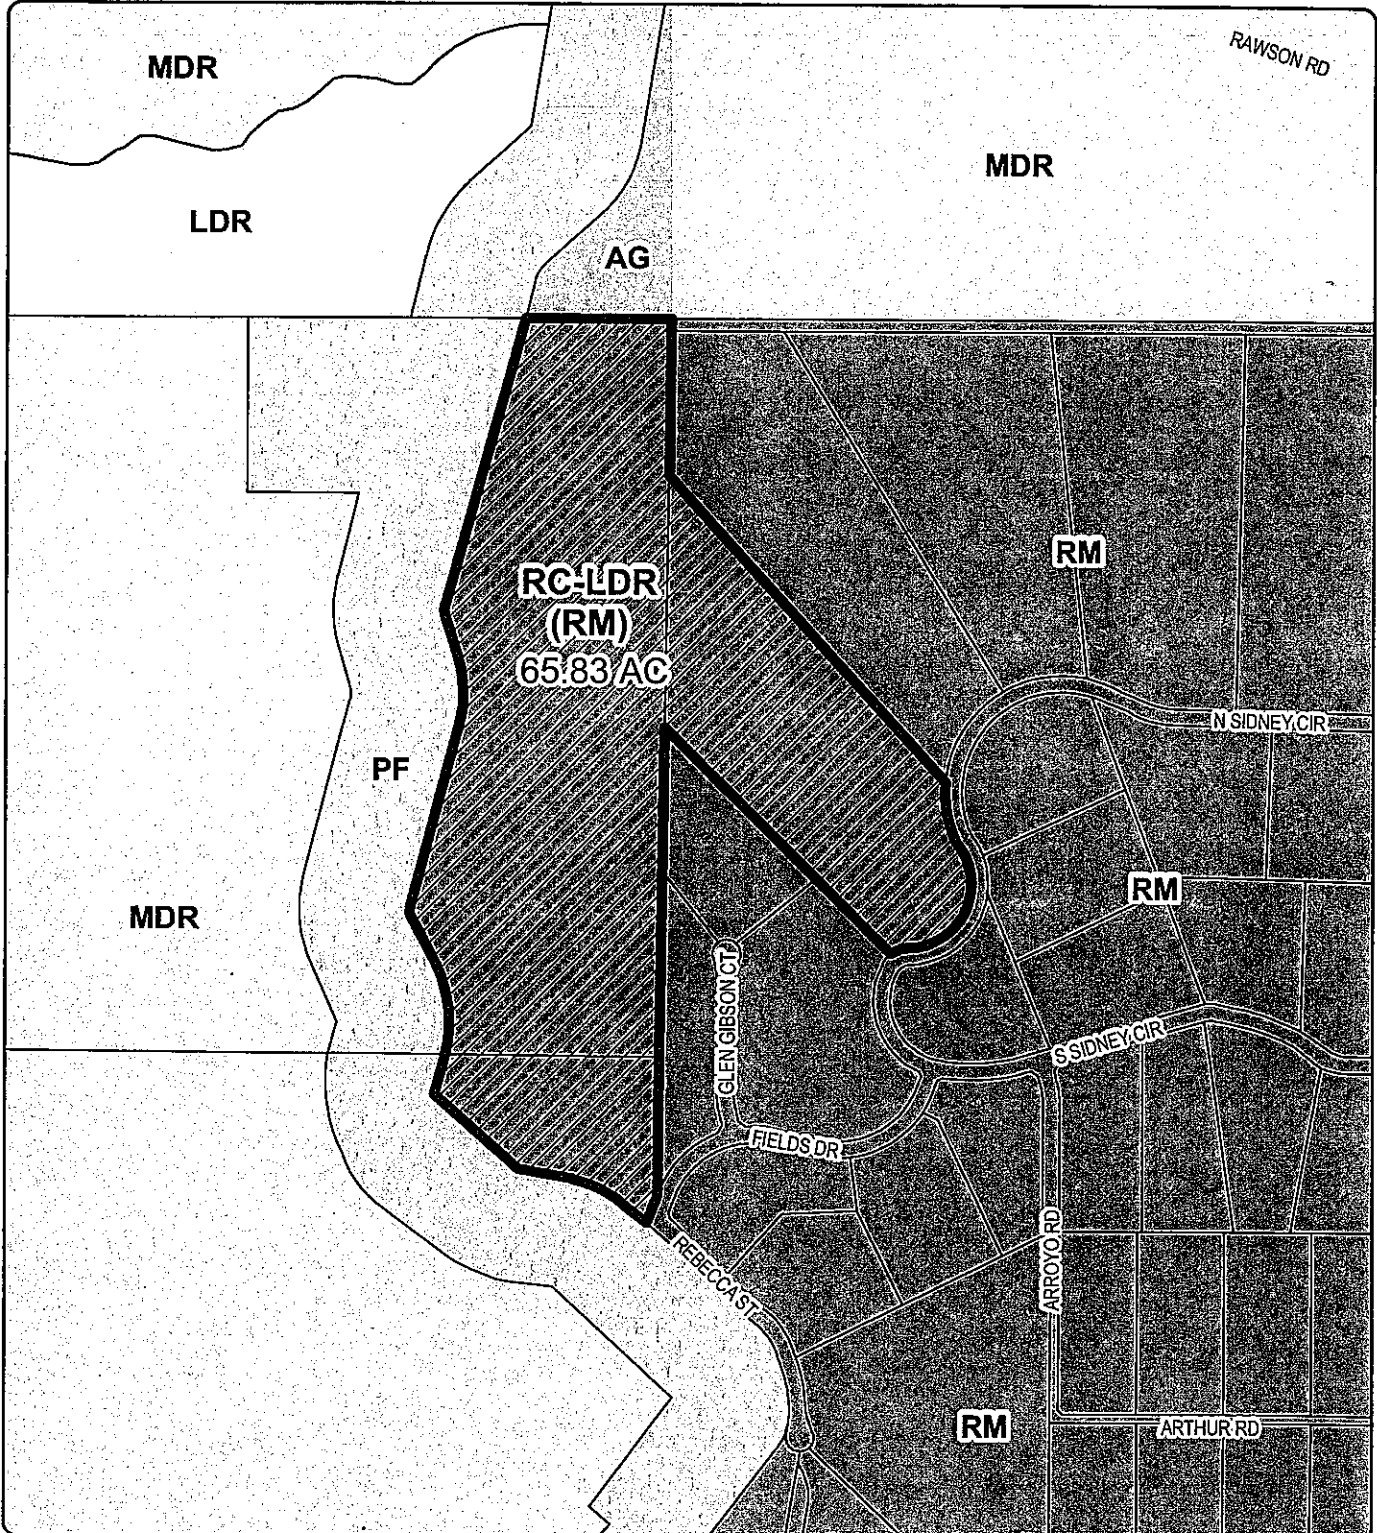 RAWSON RD
MDR
MDR
LDR
AG
RM
RC-LDR
(RM)
65.83 AC
N SIDNEY CIR
PF
RM
MDR
GLEN GIBSON CT
S SIDNEY CIR
FIELDS DR
REBECCA ST
ARROYO RD
RM
ARTHUR RD